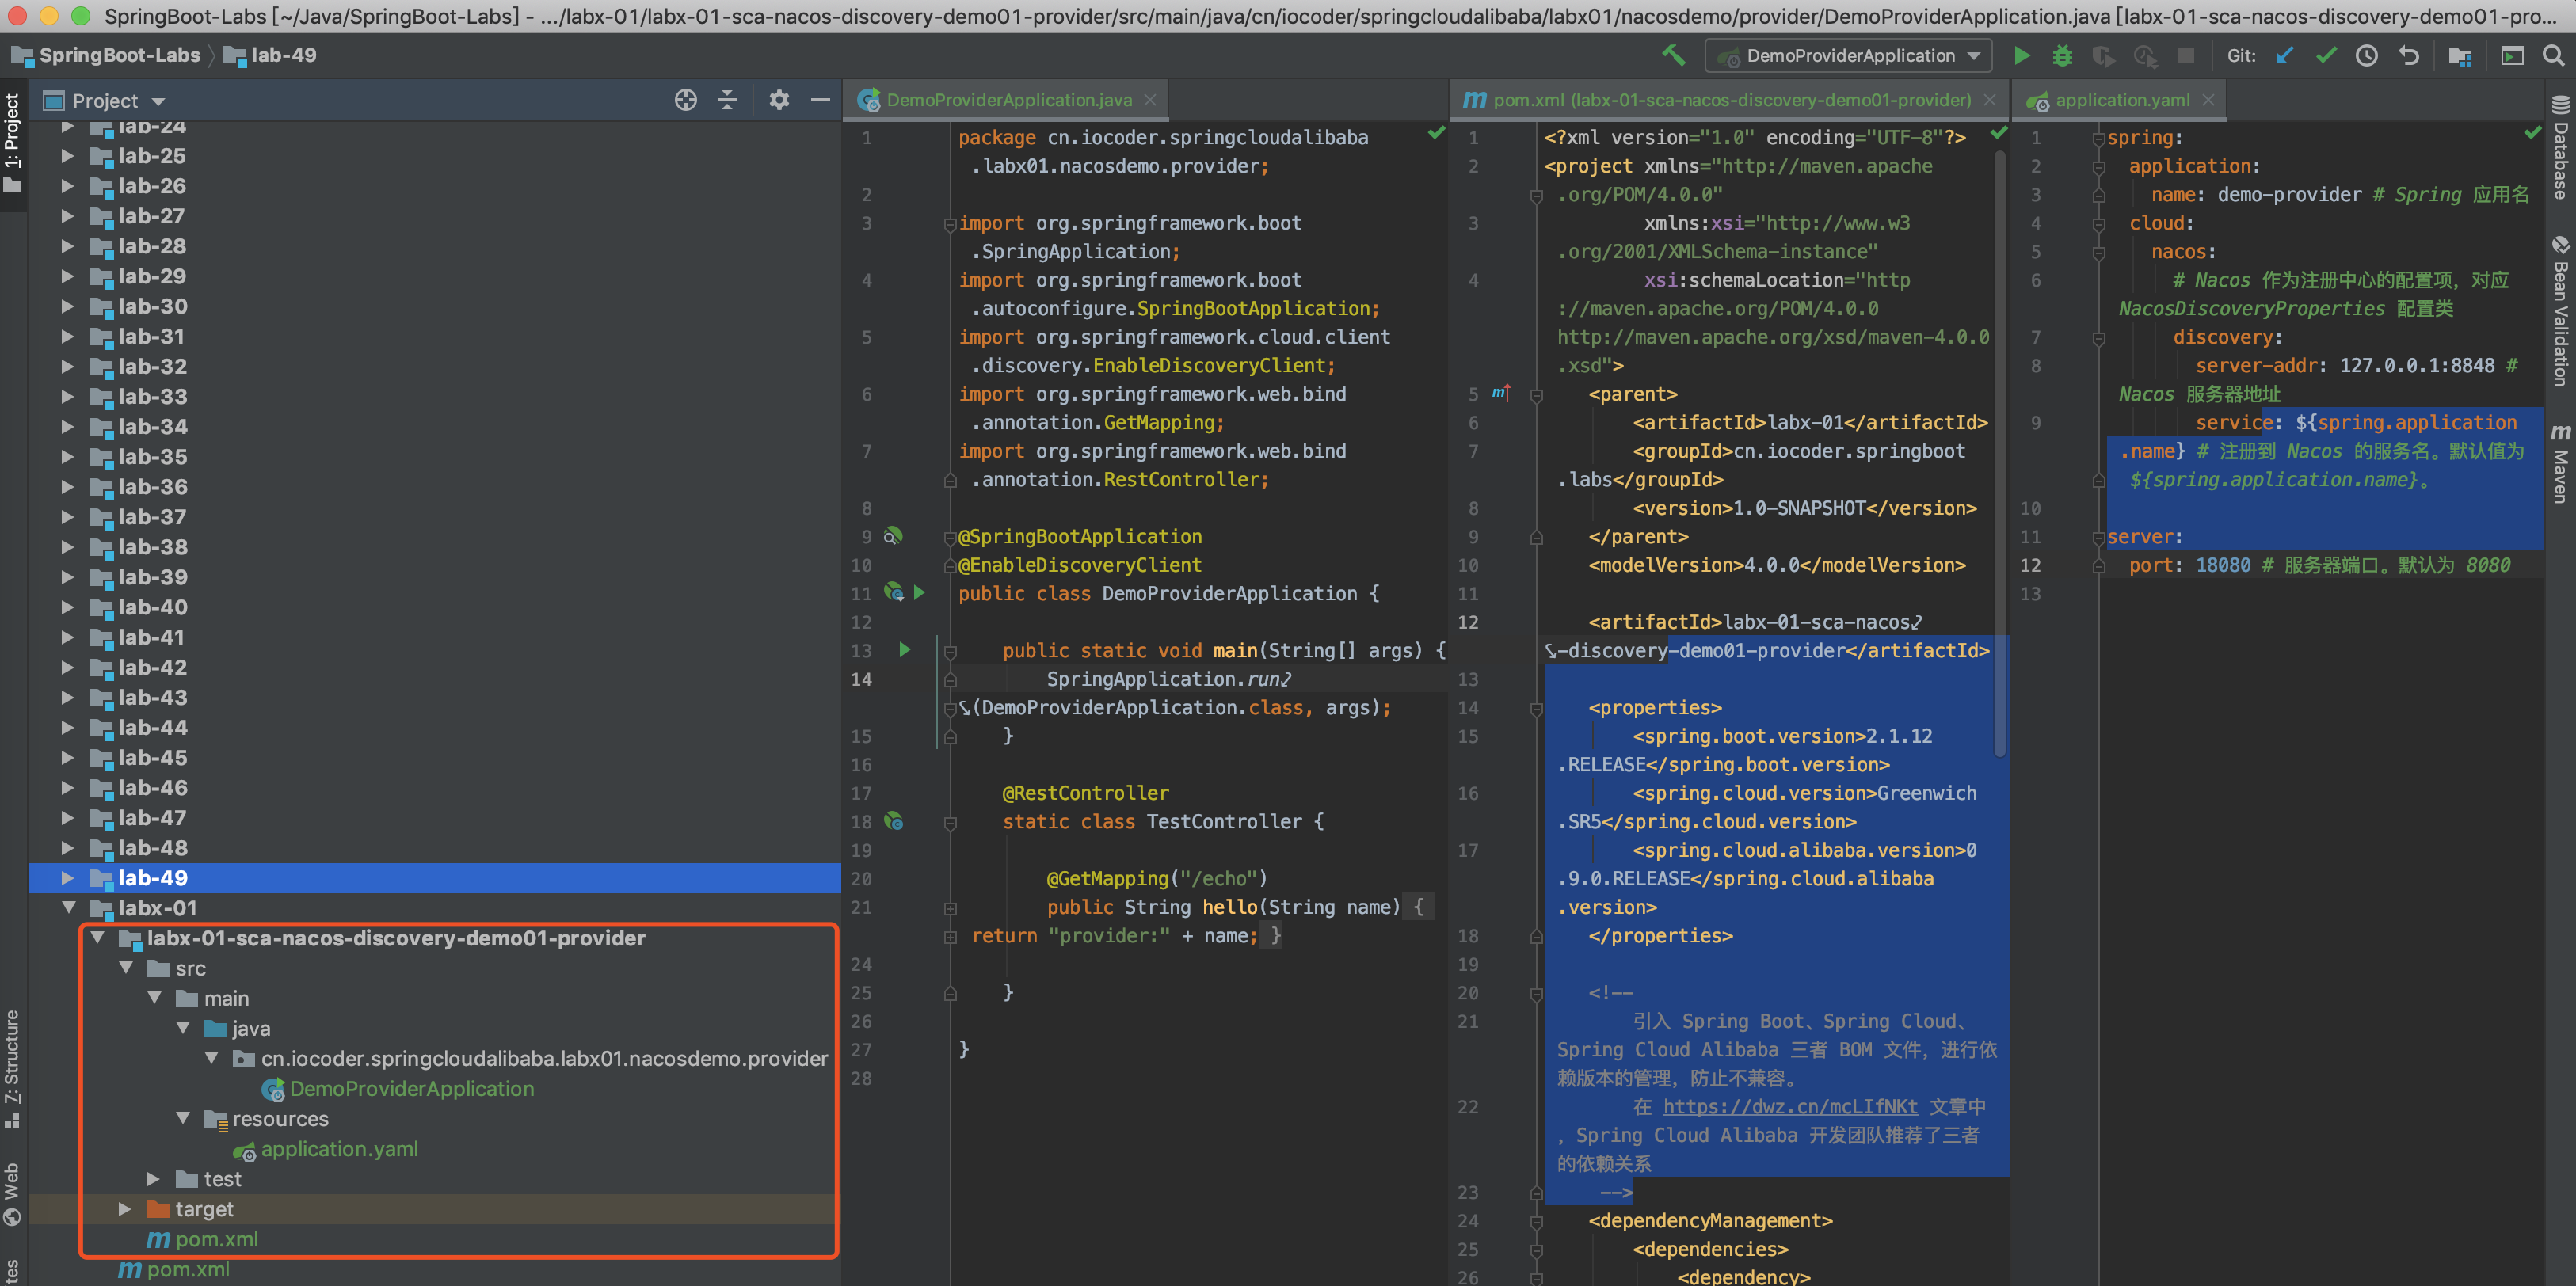 SpringBoot-Labs [~/Java/SpringBoot-Labs] - .../labx-01/labx-01-sca-nacos-discovery-demo01-provider/src/main/java/cn/iocoder/springcloudalibaba/labx01/nacosdemo/provider/DemoProviderApplication.java [labx-01-sca-nacos-discovery-demo01-pro...
SpringBoot-Labs
lab-49
DemoProviderApplication
Git:
1: Project
Z: Structure
Web
Project
lab-24
lab-25
lab-26
lab-27
lab-28
lab-29
lab-30
lab-31
lab-32
lab-33
lab-34
lab-35
lab-36
lab-37
lab-38
lab-39
lab-40
lab-41
lab-42
lab-43
lab-44
lab-45
lab-46
lab-47
lab-48
lab-49
labx-01
labx-01-sca-nacos-discovery-demo01-provider
src
main
java
cn.iocoder.springcloudalibaba.labx01.nacosdemo.provider
DemoProviderApplication
resources
application.yaml
test
target
pom.xml
pom.xml
DemoProviderApplication.java
1 package cn.iocoder.springcloudalibaba
.labx01.nacosdemo.provider;
2
3 import org.springframework.boot
.SpringApplication;
4 import org.springframework.boot
.autoconfigure.SpringBootApplication;
5 import org.springframework.cloud.client
.discovery.EnableDiscoveryClient;
6 import org.springframework.web.bind
.annotation.GetMapping;
7 import org.springframework.web.bind
.annotation.RestController;
8
9 @SpringBootApplication
10 @EnableDiscoveryClient
11 public class DemoProviderApplication {
12
13 public static void main(String[] args) {
14 SpringApplication.run
(DemoProviderApplication.class, args);
15 }
16
17 @RestController
18 static class TestController {
19
20 @GetMapping("/echo")
21 public String hello(String name) {
return "provider:" + name; }
24
25 }
26
27 }
28
pom.xml (labx-01-sca-nacos-discovery-demo01-provider)
1 <?xml version="1.0" encoding="UTF-8"?>
2 <project xmlns="http://maven.apache
.org/POM/4.0.0"
3 xmlns:xsi="http://www.w3
.org/2001/XMLSchema-instance"
4 xsi:schemaLocation="http
://maven.apache.org/POM/4.0.0
http://maven.apache.org/xsd/maven-4.0.0
.xsd">
5 <parent>
6 <artifactId>labx-01</artifactId>
7 <groupId>cn.iocoder.springboot
.labs</groupId>
8 <version>1.0-SNAPSHOT</version>
9 </parent>
10 <modelVersion>4.0.0</modelVersion>
11
12 <artifactId>labx-01-sca-nacos
-discovery-demo01-provider</artifactId>
13
14 <properties>
15 <spring.boot.version>2.1.12
.RELEASE</spring.boot.version>
16 <spring.cloud.version>Greenwich
.SR5</spring.cloud.version>
17 <spring.cloud.alibaba.version>0
.9.0.RELEASE</spring.cloud.alibaba
.version>
18 </properties>
19
20 <!--
21 引入 Spring Boot、Spring Cloud、
Spring Cloud Alibaba 三者 BOM 文件，进行依
赖版本的管理，防止不兼容。
22 在 https://dwz.cn/mcLIfNKt 文章中
，Spring Cloud Alibaba 开发团队推荐了三者
的依赖关系
23 -->
24 <dependencyManagement>
25 <dependencies>
26 <dependency>
application.yaml
1 spring:
2 application:
3 name: demo-provider # Spring 应用名
4 cloud:
5 nacos:
6 # Nacos 作为注册中心的配置项，对应
NacosDiscoveryProperties 配置类
7 discovery:
8 server-addr: 127.0.0.1:8848 #
Nacos 服务器地址
9 service: ${spring.application
.name} # 注册到 Nacos 的服务名。默认值为
${spring.application.name}。
10
11 server:
12 port: 18080 # 服务器端口。默认为 8080
13
Database
Bean Validation
Maven